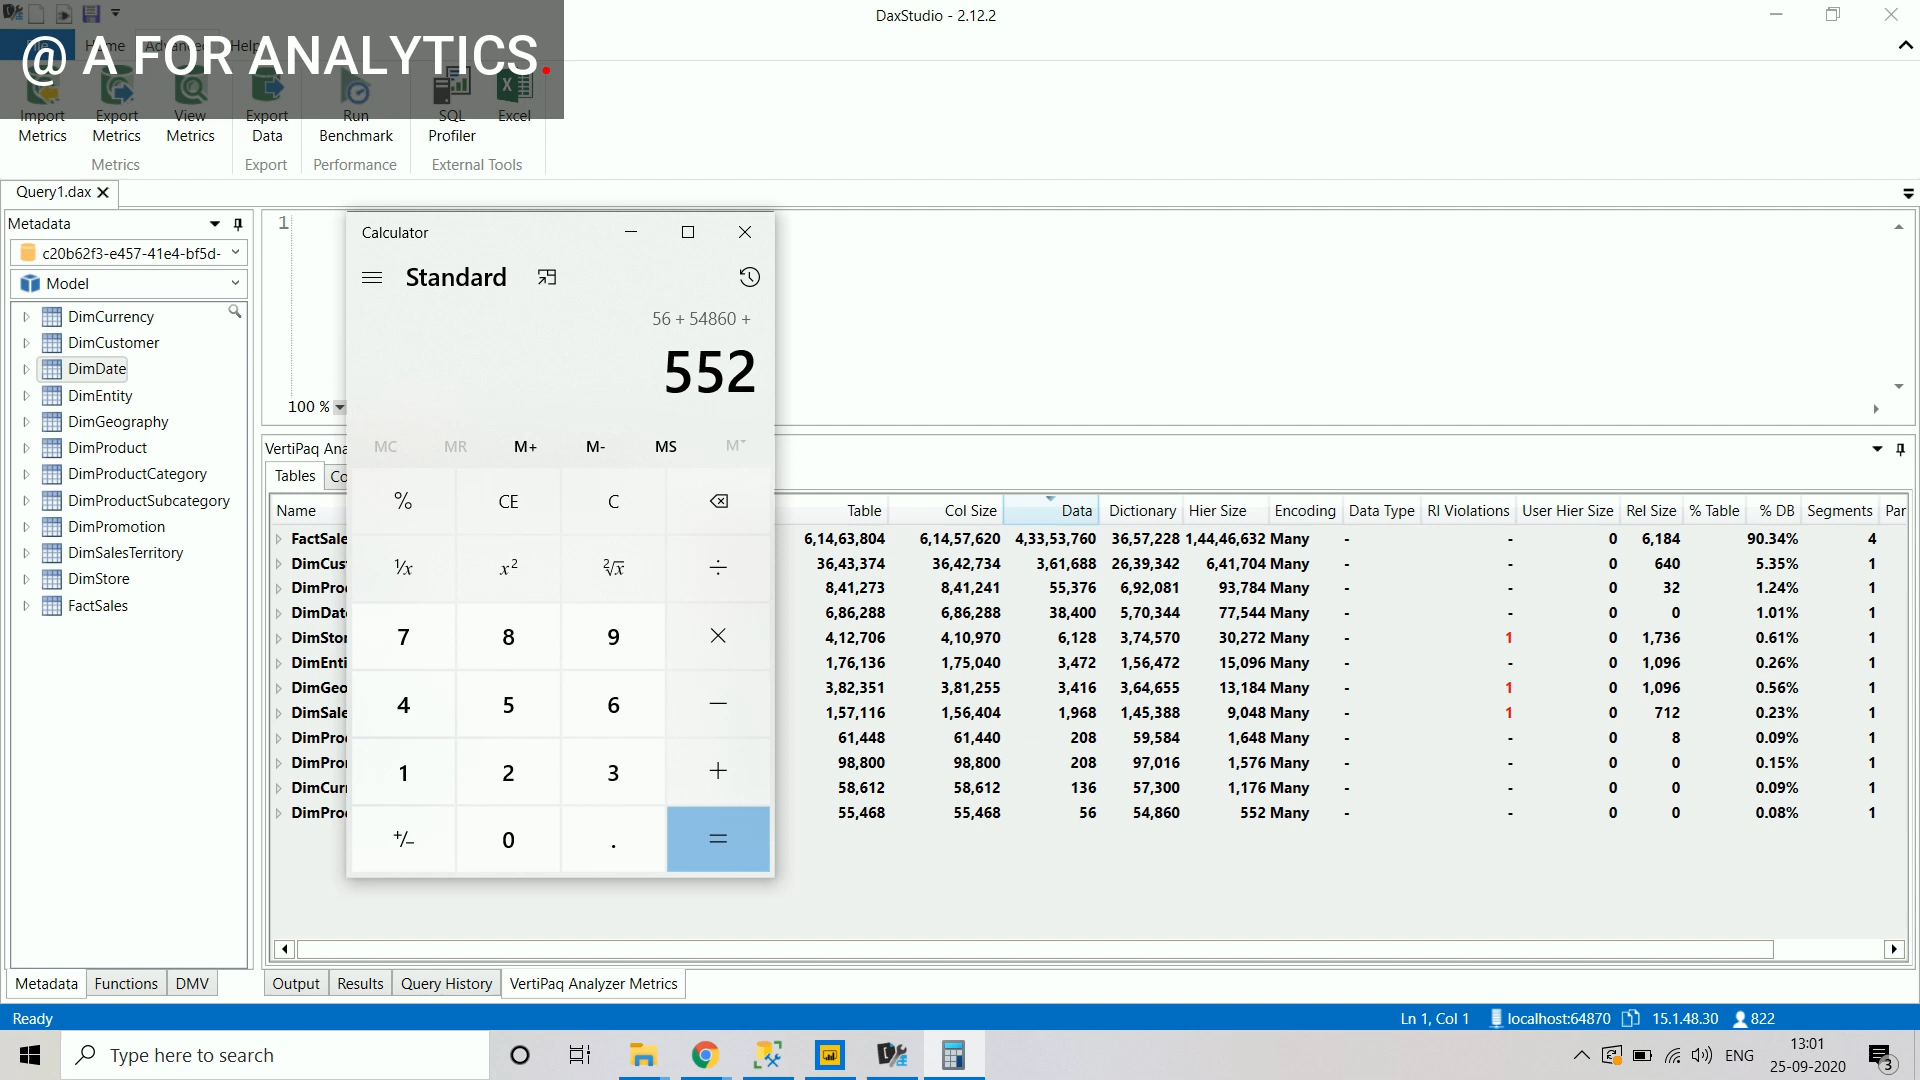 DaxStudio - 2.12.2
@ A FOR ANALYTICS.
Home Advanced Help
Import Metrics
Export Metrics
View Metrics
Export Data
Run Benchmark
SQL Profiler
Excel
Metrics
Export
Performance
External Tools
Query1.dax
Metadata
c20b62f3-e457-41e4-bf5d-
Model
DimCurrency
DimCustomer
DimDate
DimEntity
DimGeography
DimProduct
DimProductCategory
DimProductSubcategory
DimPromotion
DimSalesTerritory
DimStore
FactSales
Metadata Functions DMV
1
100 %
Calculator
Standard
56 + 54860 +
552
MC MR M+ M- MS M˅
% CE C
¹/x x² ²√x ÷
7 8 9 ×
4 5 6 −
1 2 3 +
+/− 0 . =
VertiPaq Ana
Tables Co
Name Table Col Size Data Dictionary Hier Size Encoding Data Type RI Violations User Hier Size Rel Size % Table % DB Segments Par
FactSale 6,14,63,804 6,14,57,620 4,33,53,760 36,57,228 1,44,46,632 Many - - 0 6,184 90.34% 4
DimCus 36,43,374 36,42,734 3,61,688 26,39,342 6,41,704 Many - - 0 640 5.35% 1
DimPro 8,41,273 8,41,241 55,376 6,92,081 93,784 Many - - 0 32 1.24% 1
DimDat 6,86,288 6,86,288 38,400 5,70,344 77,544 Many - - 0 0 1.01% 1
DimStor 4,12,706 4,10,970 6,128 3,74,570 30,272 Many - 1 0 1,736 0.61% 1
DimEnti 1,76,136 1,75,040 3,472 1,56,472 15,096 Many - - 0 1,096 0.26% 1
DimGeo 3,82,351 3,81,255 3,416 3,64,655 13,184 Many - 1 0 1,096 0.56% 1
DimSale 1,57,116 1,56,404 1,968 1,45,388 9,048 Many - 1 0 712 0.23% 1
DimPro 61,448 61,440 208 59,584 1,648 Many - - 0 8 0.09% 1
DimPror 98,800 98,800 208 97,016 1,576 Many - - 0 0 0.15% 1
DimCurr 58,612 58,612 136 57,300 1,176 Many - - 0 0 0.09% 1
DimPro 55,468 55,468 56 54,860 552 Many - - 0 0 0.08% 1
Output Results Query History VertiPaq Analyzer Metrics
Ready Ln 1, Col 1 localhost:64870 15.1.48.30 822
Type here to search
ENG
13:01
25-09-2020
3